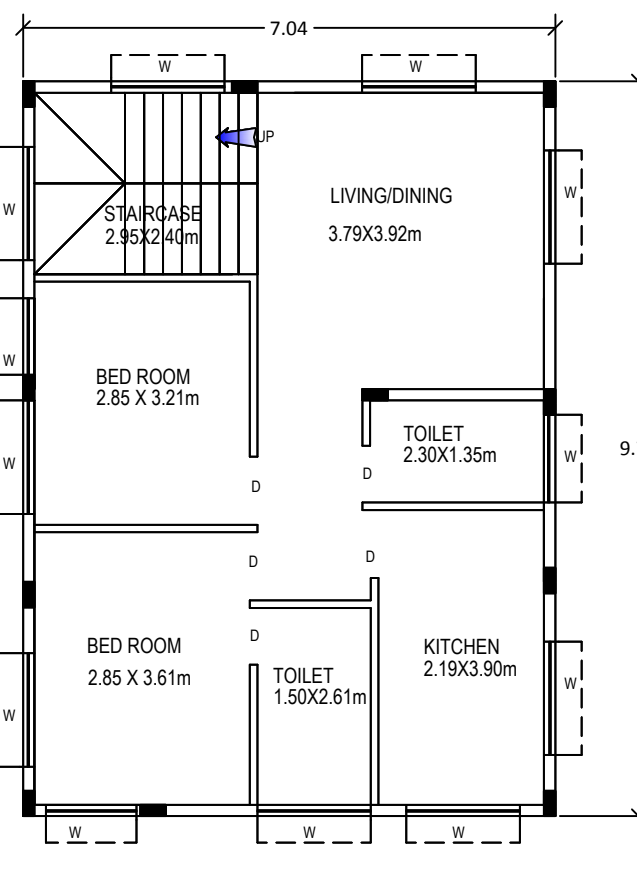 7.04
W
W
UP
W
W
STAIRCASE
2.95X2.40m
LIVING/DINING
3.79X3.92m
W
BED ROOM
2.85 X 3.21m
TOILET
2.30X1.35m
9.
W
W
D
D
D
D
D
BED ROOM
2.85 X 3.61m
TOILET
1.50X2.61m
KITCHEN
2.19X3.90m
W
W
W
W
W